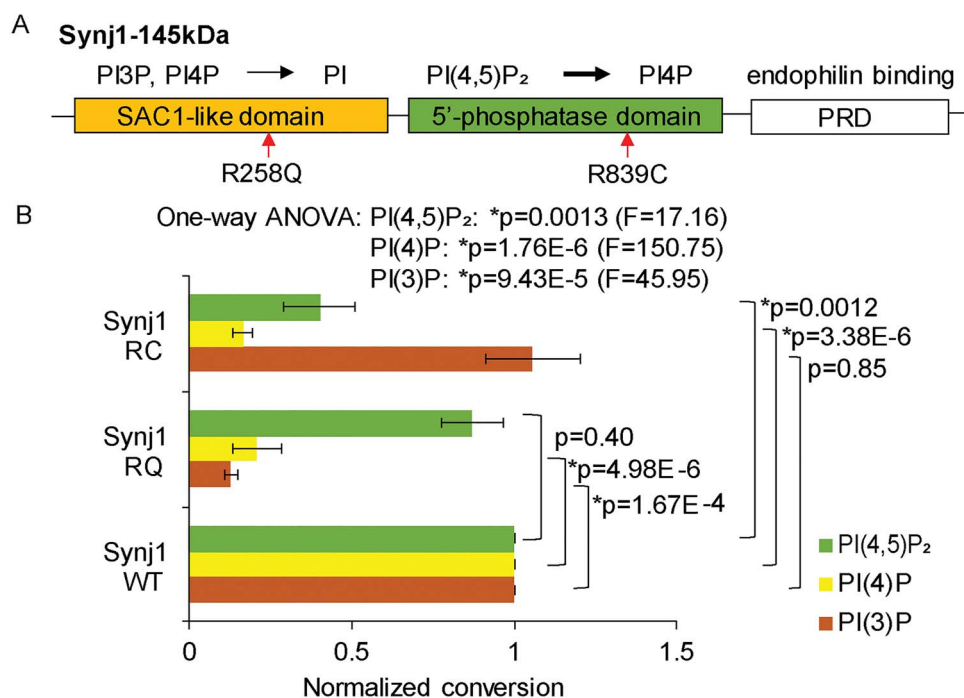 A
Synj1-145kDa
PI3P, PI4P → PI
PI(4,5)P₂ → PI4P
endophilin binding
SAC1-like domain
5'-phosphatase domain
PRD
R258Q
R839C
B
One-way ANOVA: PI(4,5)P₂: *p=0.0013 (F=17.16)
PI(4)P: *p=1.76E-6 (F=150.75)
PI(3)P: *p=9.43E-5 (F=45.95)
Synj1
RC
*p=0.0012
*p=3.38E-6
p=0.85
Synj1
RQ
p=0.40
*p=4.98E-6
*p=1.67E-4
Synj1
WT
PI(4,5)P₂
PI(4)P
PI(3)P
0 0.5 1 1.5
Normalized conversion